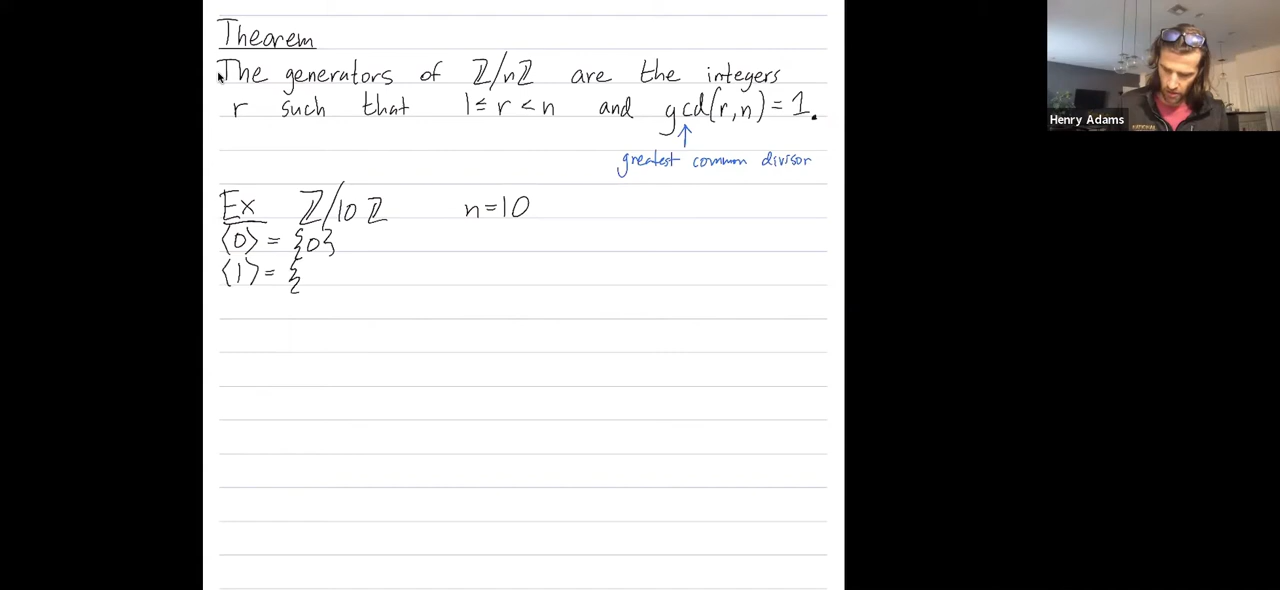 Theorem
The generators of ℤ/nℤ are the integers
r such that 1 ≤ r < n and gcd(r,n) = 1.
↑
greatest common divisor
Ex ℤ/10ℤ n=10
⟨0⟩ = {0}
⟨1⟩ = {
Henry Adams